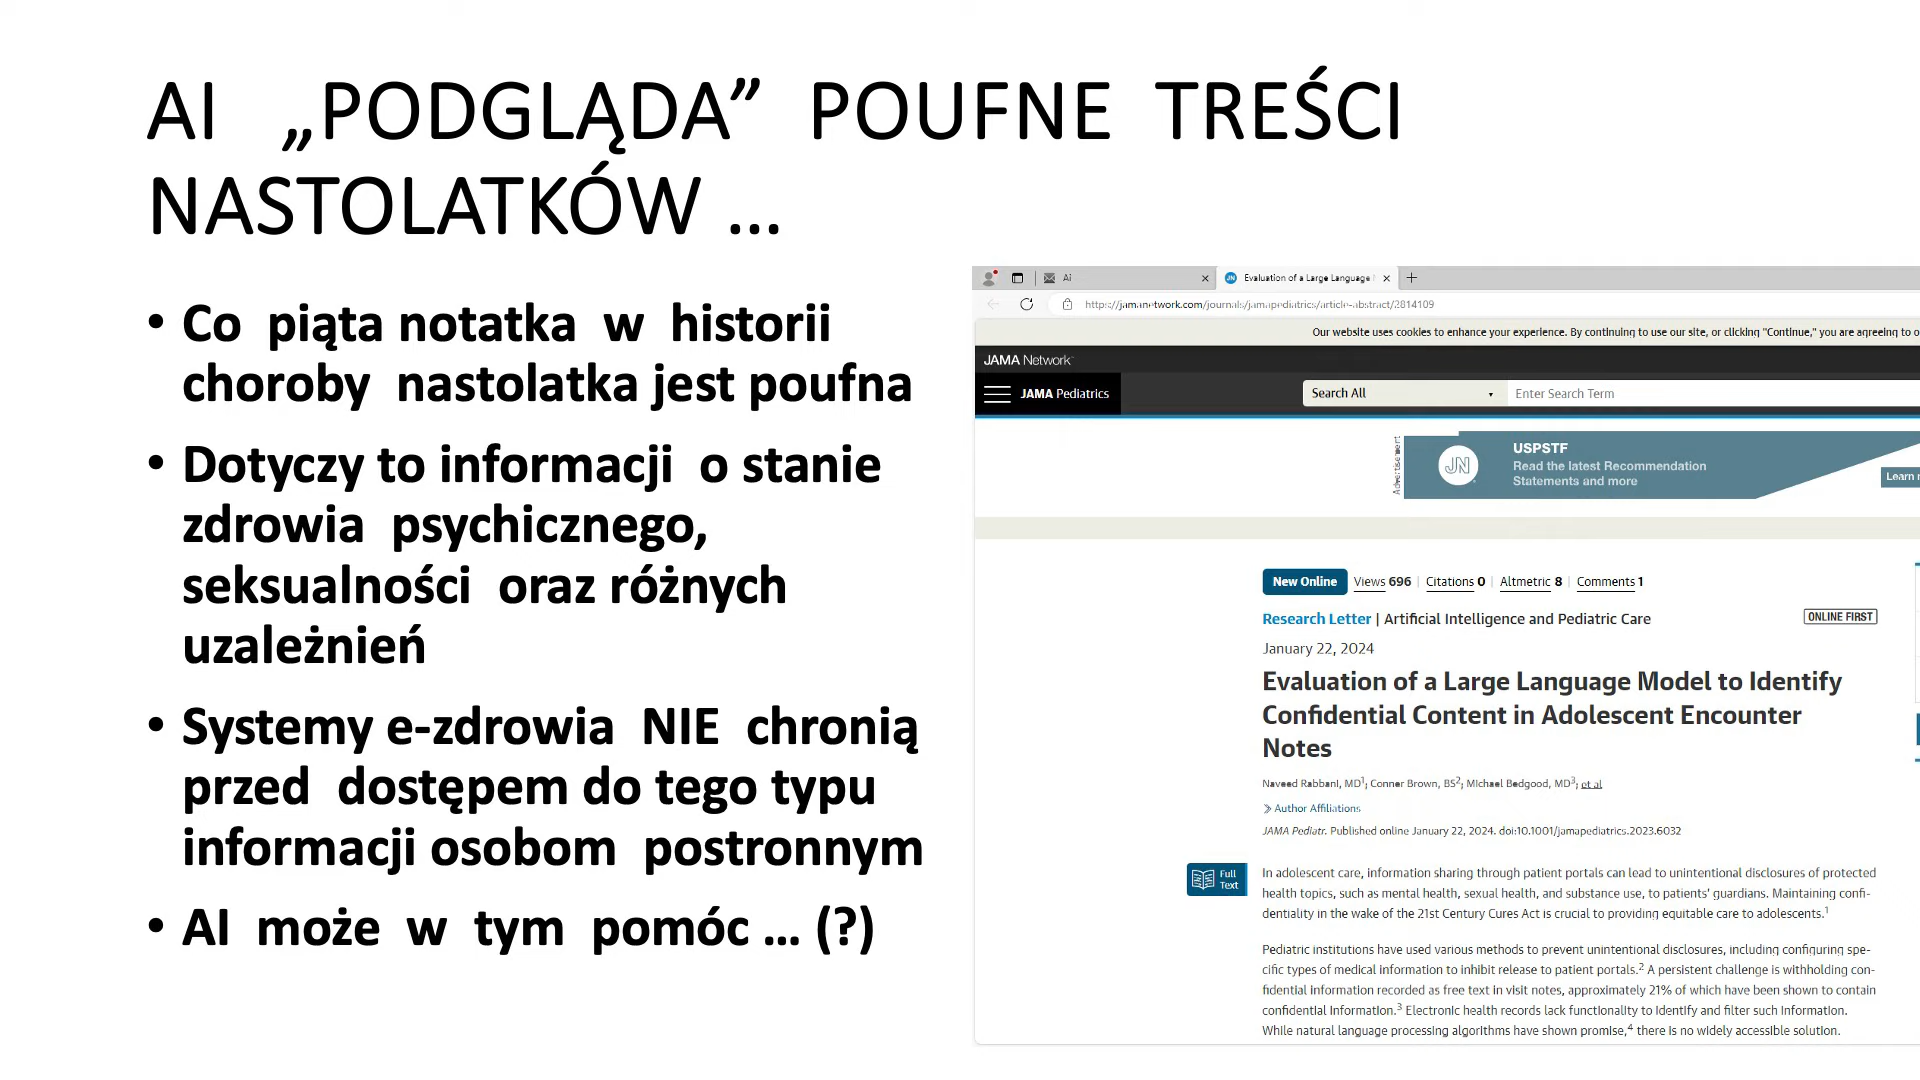 AI „PODGLĄDA” POUFNE TREŚCI
NASTOLATKÓW ...
• Co piąta notatka w historii
choroby nastolatka jest poufna
• Dotyczy to informacji o stanie
zdrowia psychicznego,
seksualności oraz różnych
uzależnień
• Systemy e-zdrowia NIE chronią
przed dostępem do tego typu
informacji osobom postronnym
• AI może w tym pomóc ... (?)
Ai
Evaluation of a Large Language
https://jamanetwork.com/journals/jamapediatrics/article-abstract/2814109
Our website uses cookies to enhance your experience. By continuing to use our site, or clicking "Continue," you are agreeing to o
JAMA Network
JAMA Pediatrics
Search All
Enter Search Term
Advertisement
JN
USPSTF
Read the latest Recommendation
Statements and more
Learn
New Online Views 696 | Citations 0 | Altmetric 8 | Comments 1
Research Letter | Artificial Intelligence and Pediatric Care
ONLINE FIRST
January 22, 2024
Evaluation of a Large Language Model to Identify
Confidential Content in Adolescent Encounter
Notes
Naveed Rabbani, MD1; Conner Brown, BS2; Michael Bedgood, MD3; et al
Author Affiliations
JAMA Pediatr. Published online January 22, 2024. doi:10.1001/jamapediatrics.2023.6032
Full
Text
In adolescent care, information sharing through patient portals can lead to unintentional disclosures of protected
health topics, such as mental health, sexual health, and substance use, to patients' guardians. Maintaining confi-
dentiality in the wake of the 21st Century Cures Act is crucial to providing equitable care to adolescents.1
Pediatric institutions have used various methods to prevent unintentional disclosures, including configuring spe-
cific types of medical information to inhibit release to patient portals.2 A persistent challenge is withholding con-
fidential information recorded as free text in visit notes, approximately 21% of which have been shown to contain
confidential information.3 Electronic health records lack functionality to identify and filter such information.
While natural language processing algorithms have shown promise,4 there is no widely accessible solution.